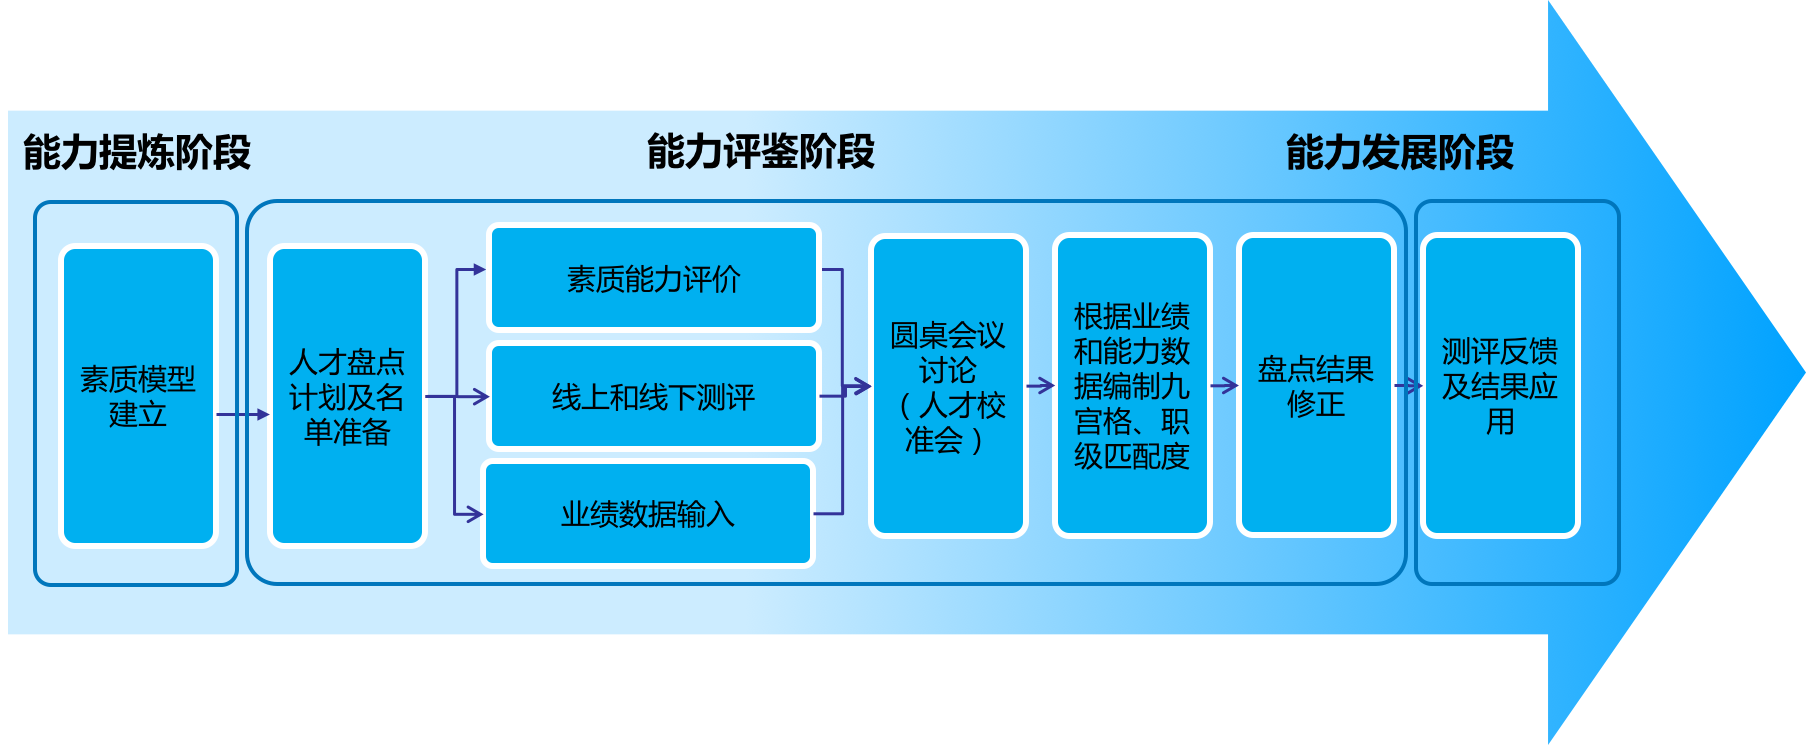 能力提炼阶段
能力评鉴阶段
能力发展阶段
素质模型
建立
人才盘点
计划及名
单准备
素质能力评价
线上和线下测评
业绩数据输入
圆桌会议
讨论
（人才校
准会）
根据业绩
和能力数
据编制九
宫格、职
级匹配度
盘点结果
修正
测评反馈
及结果应
用